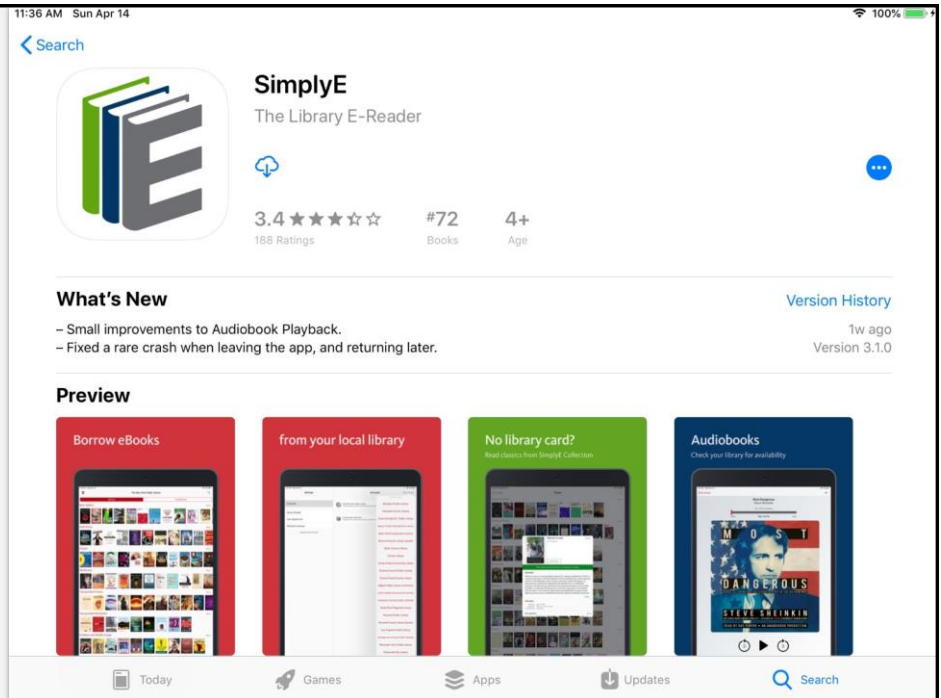 11:36 AM Sun Apr 14
100%
Search
SimplyE
The Library E-Reader
3.4
#72
4+
188 Ratings
Books
Age
What's New
Version History
– Small improvements to Audiobook Playback.
1w ago
– Fixed a rare crash when leaving the app, and returning later.
Version 3.1.0
Preview
Borrow eBooks
from your local library
No library card?
Read classics from SimplyE Collection
Audiobooks
Check your library for availability
MOST
DANGEROUS
STEVE SHEINKIN
Today
Games
Apps
Updates
Search